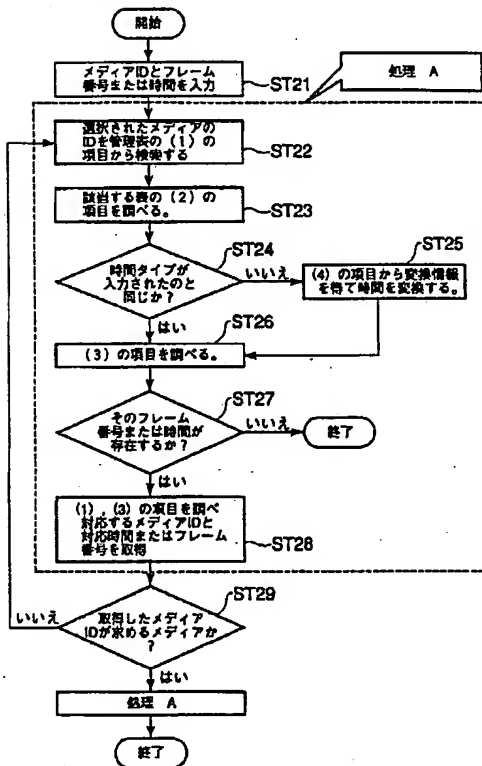 開始
メディアIDとフレーム
番号または時間を入力
ST21
処理 A
選択されたメディアの
IDを管理表の(1)の
項目から検索する
ST22
該当する表の(2)の
項目を調べる。
ST23
時間タイプが
入力されたのと
同じか?
ST24
いいえ
(4)の項目から変換情報
を得て時間を変換する。
ST25
はい
(3)の項目を調べる。
ST26
そのフレーム
番号または時間が
存在するか?
ST27
いいえ
終了
はい
(1),(3)の項目を調べ
対応するメディアIDと
対応時間またはフレーム
番号を取得
ST28
取得したメディア
IDが求めるメディアか
?
ST29
いいえ
はい
処理 A
終了